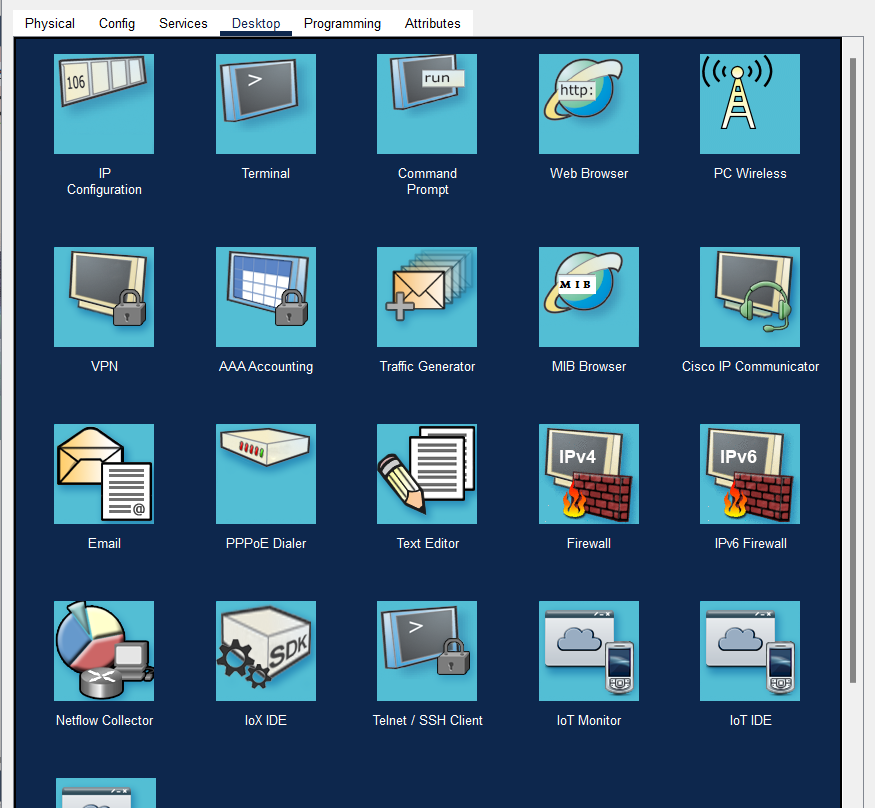 Physical Config Services Desktop Programming Attributes
106
>
run
http:
IP
Configuration
Terminal
Command
Prompt
Web Browser
PC Wireless
MIB
VPN
AAA Accounting
Traffic Generator
MIB Browser
Cisco IP Communicator
@
IPv4
IPv6
Email
PPPoE Dialer
Text Editor
Firewall
IPv6 Firewall
SDK
>
Netflow Collector
IoX IDE
Telnet / SSH Client
IoT Monitor
IoT IDE